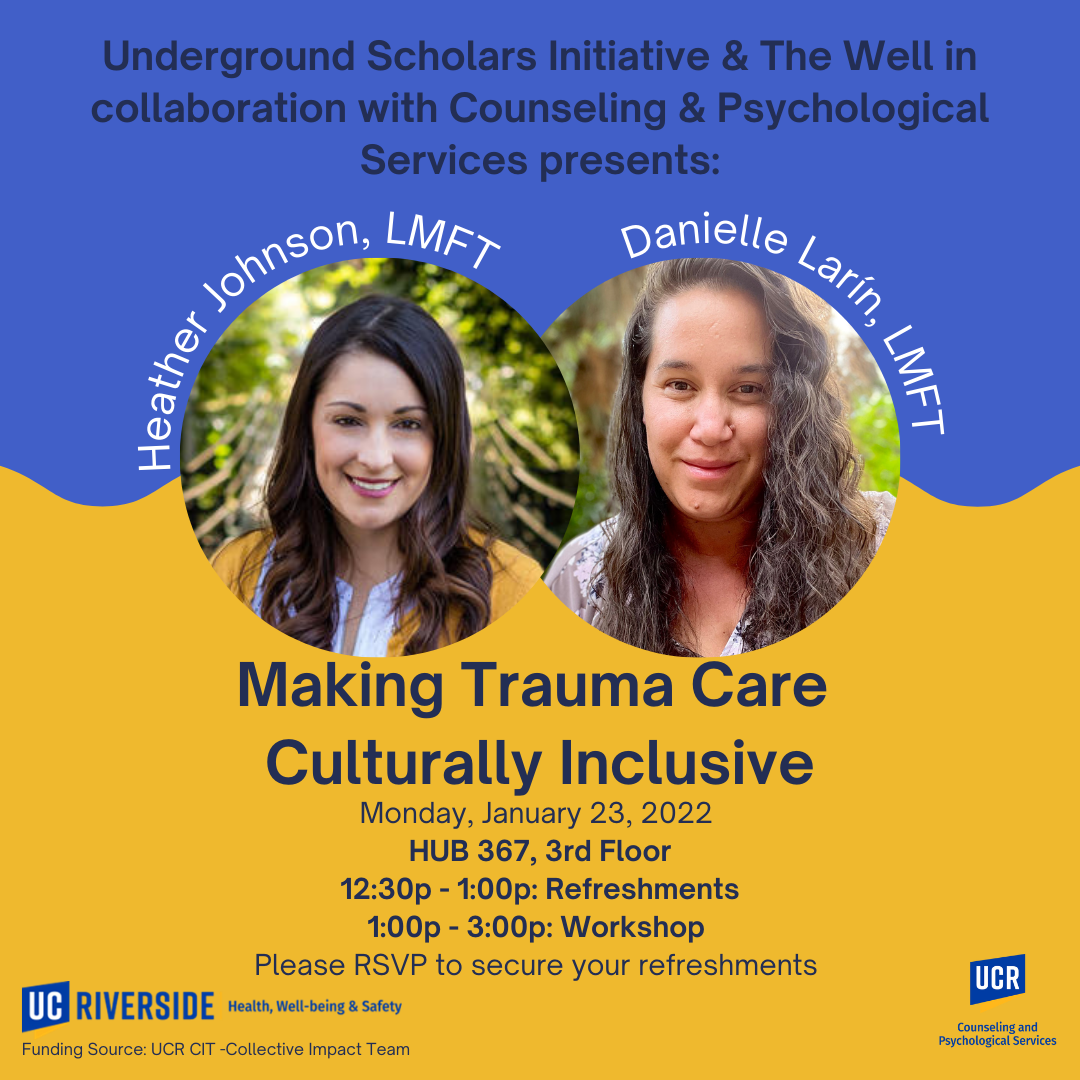 Underground Scholars Initiative & The Well in
collaboration with Counseling & Psychological
Services presents:
Heather Johnson, LMFT
Danielle Larín, LMFT
Making Trauma Care
Culturally Inclusive
Monday, January 23, 2022
HUB 367, 3rd Floor
12:30p - 1:00p: Refreshments
1:00p - 3:00p: Workshop
Please RSVP to secure your refreshments
UC RIVERSIDE Health, Well-being & Safety
Funding Source: UCR CIT -Collective Impact Team
UCR
Counseling and
Psychological Services